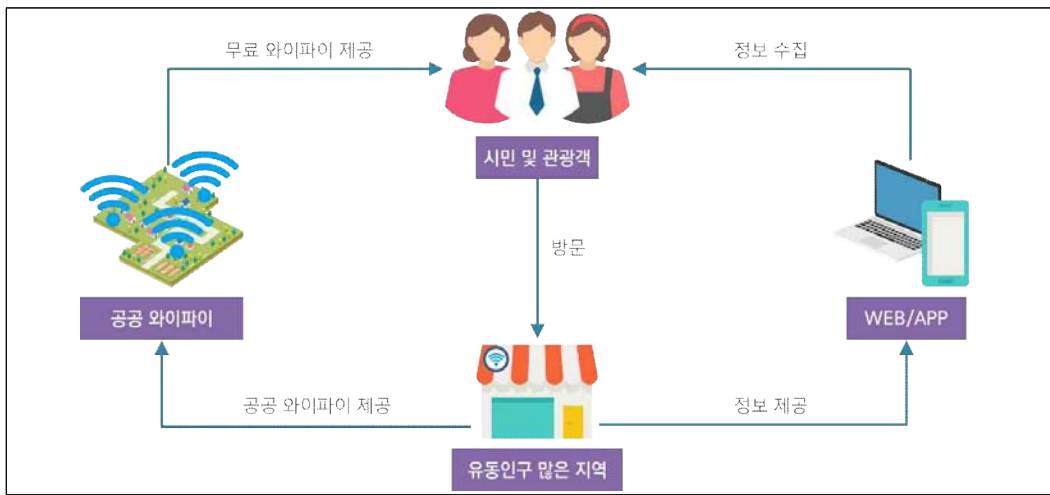 무료 와이파이 제공
정보 수집
시민 및 관광객
방문
공공 와이파이
WEB/APP
공공 와이파이 제공
정보 제공
유동인구 많은 지역